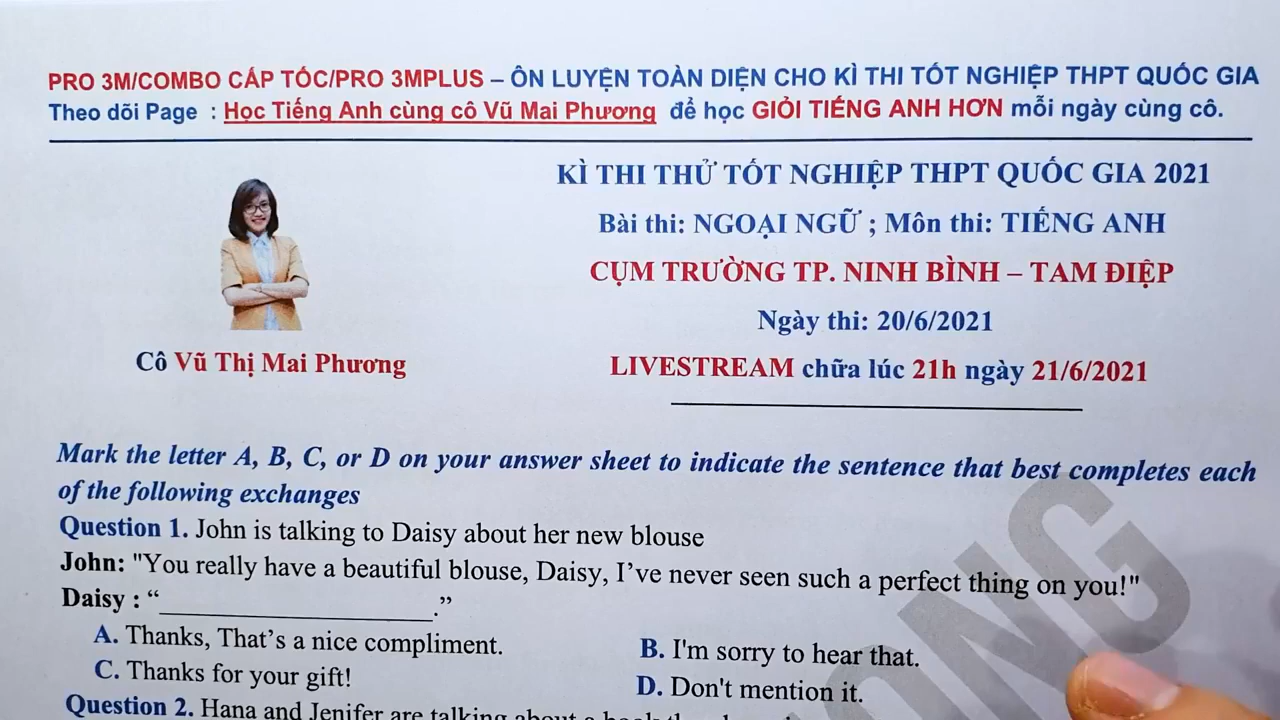 PRO 3M/COMBO CẤP TỐC/PRO 3MPLUS – ÔN LUYỆN TOÀN DIỆN CHO KÌ THI TỐT NGHIỆP THPT QUỐC GIA
Theo dõi Page : Học Tiếng Anh cùng cô Vũ Mai Phương để học GIỎI TIẾNG ANH HƠN mỗi ngày cùng cô.
KÌ THI THỬ TỐT NGHIỆP THPT QUỐC GIA 2021
Bài thi: NGOẠI NGỮ ; Môn thi: TIẾNG ANH
CỤM TRƯỜNG TP. NINH BÌNH – TAM ĐIỆP
Ngày thi: 20/6/2021
Cô Vũ Thị Mai Phương
LIVESTREAM chữa lúc 21h ngày 21/6/2021
Mark the letter A, B, C, or D on your answer sheet to indicate the sentence that best completes each
of the following exchanges
Question 1. John is talking to Daisy about her new blouse
John: "You really have a beautiful blouse, Daisy, I’ve never seen such a perfect thing on you!"
Daisy : “____________________.”
A. Thanks, That’s a nice compliment.
B. I'm sorry to hear that.
C. Thanks for your gift!
D. Don't mention it.
Question 2. Hana and Jenifer are talking about a book